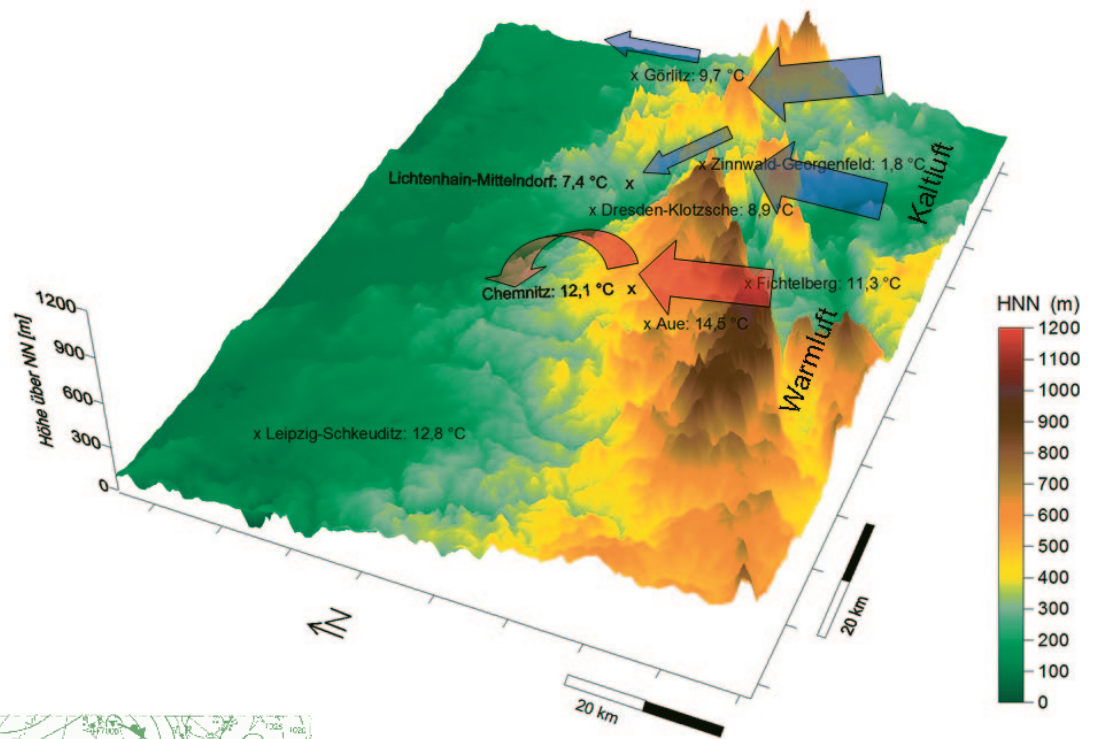 x Görlitz: 9,7 °C
x Zinnwald-Georgenfeld: 1,8 °C
Kaltluft
Lichtenhain-Mittelndorf: 7,4 °C x
x Dresden-Klotzsche: 8,9°C
x Fichtelberg: 11,3 °C
Chemnitz: 12,1 °C x
x Aue: 14,5 °C
Warmluft
x Leipzig-Schkeuditz: 12,8 °C
Höhe über NN [m]
1200
900
600
300
0
N
20 km
20 km
HNN (m)
1200
1100
1000
900
800
700
600
500
400
300
200
100
0
1025
1020